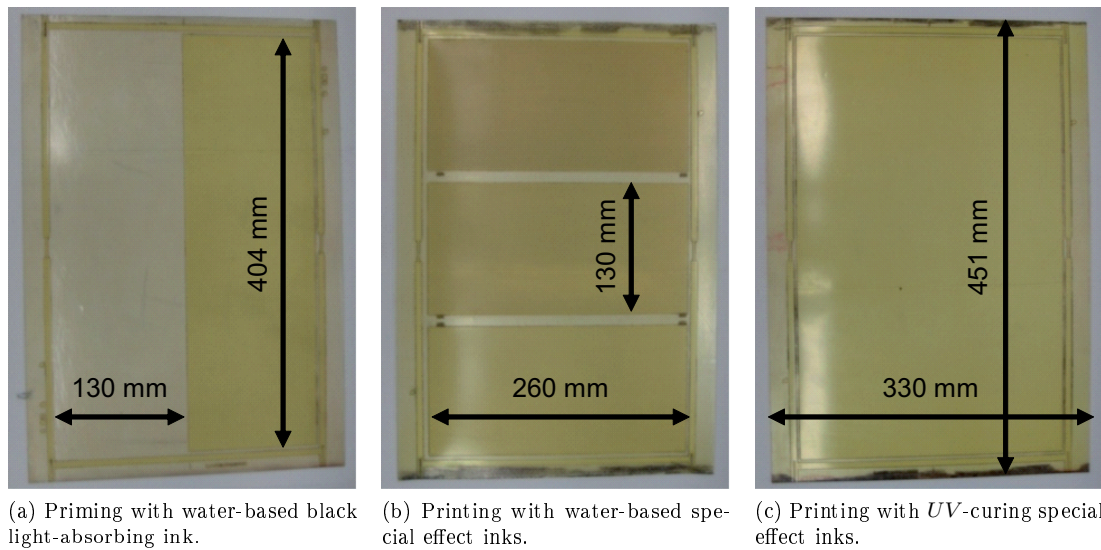 404 mm
130 mm
130 mm
260 mm
451 mm
330 mm
(a) Priming with water-based black
light-absorbing ink.
(b) Printing with water-based spe-
cial effect inks.
(c) Printing with UV-curing special
effect inks.